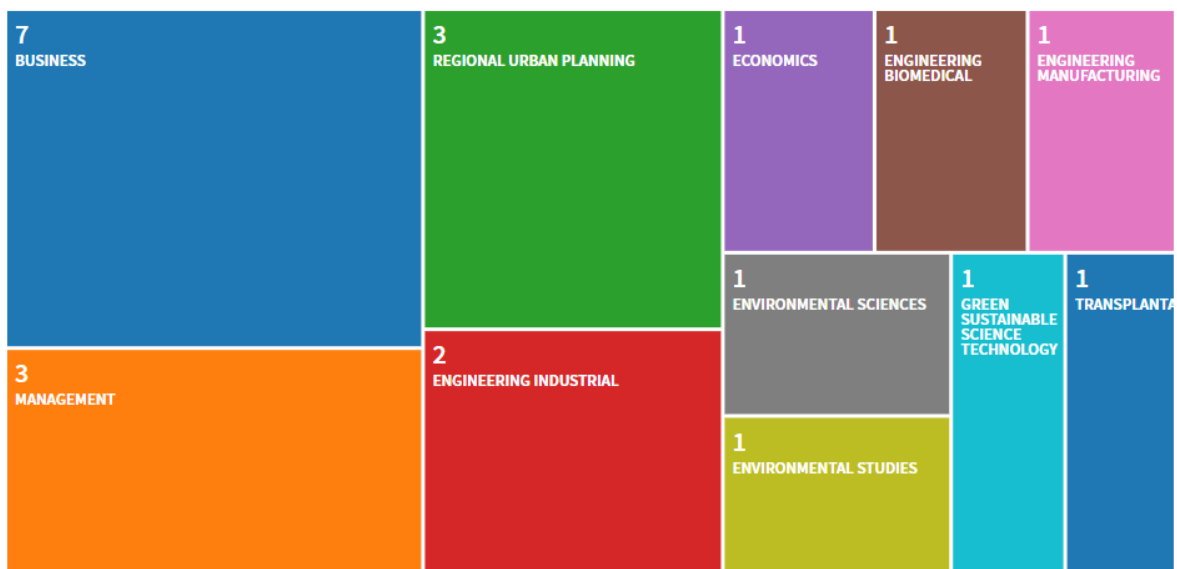 7
BUSINESS
3
MANAGEMENT
3
REGIONAL URBAN PLANNING
2
ENGINEERING INDUSTRIAL
1
ECONOMICS
1
ENGINEERING
BIOMEDICAL
1
ENGINEERING
MANUFACTURING
1
ENVIRONMENTAL SCIENCES
1
ENVIRONMENTAL STUDIES
1
GREEN
SUSTAINABLE
SCIENCE
TECHNOLOGY
1
TRANSPLANTA